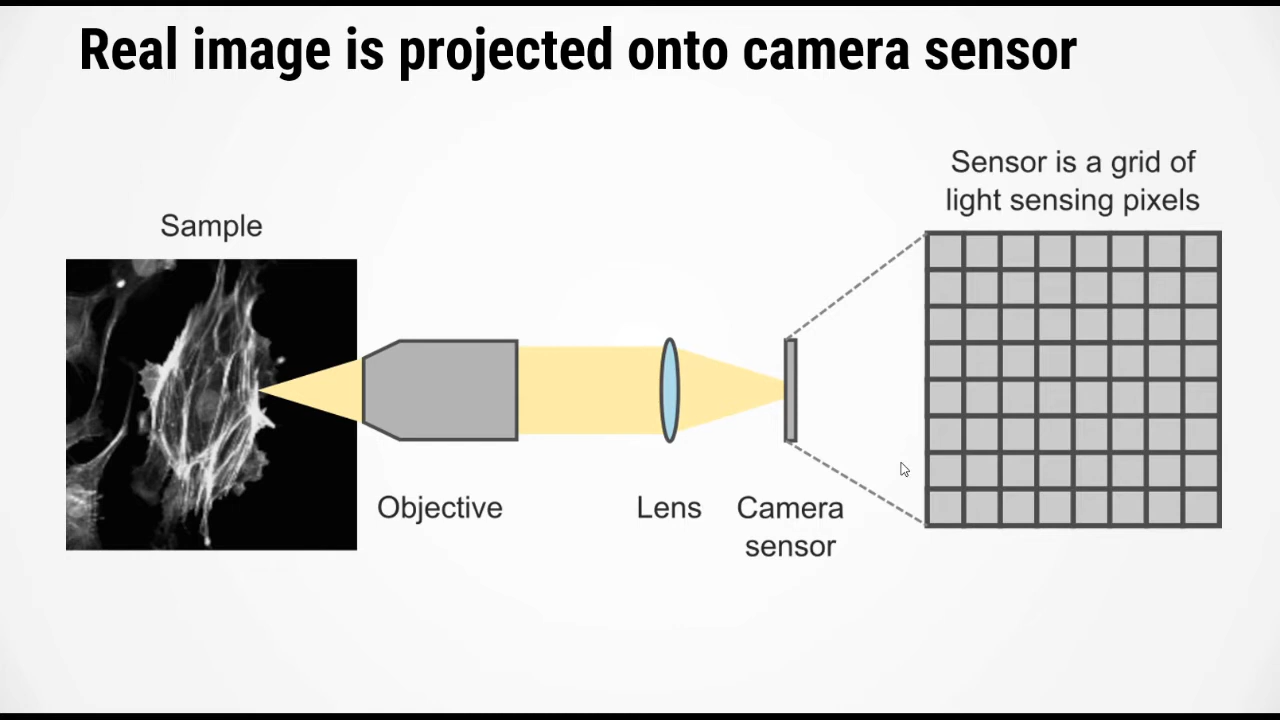 Real image is projected onto camera sensor
Sensor is a grid of
light sensing pixels
Sample
Objective
Lens
Camera
sensor